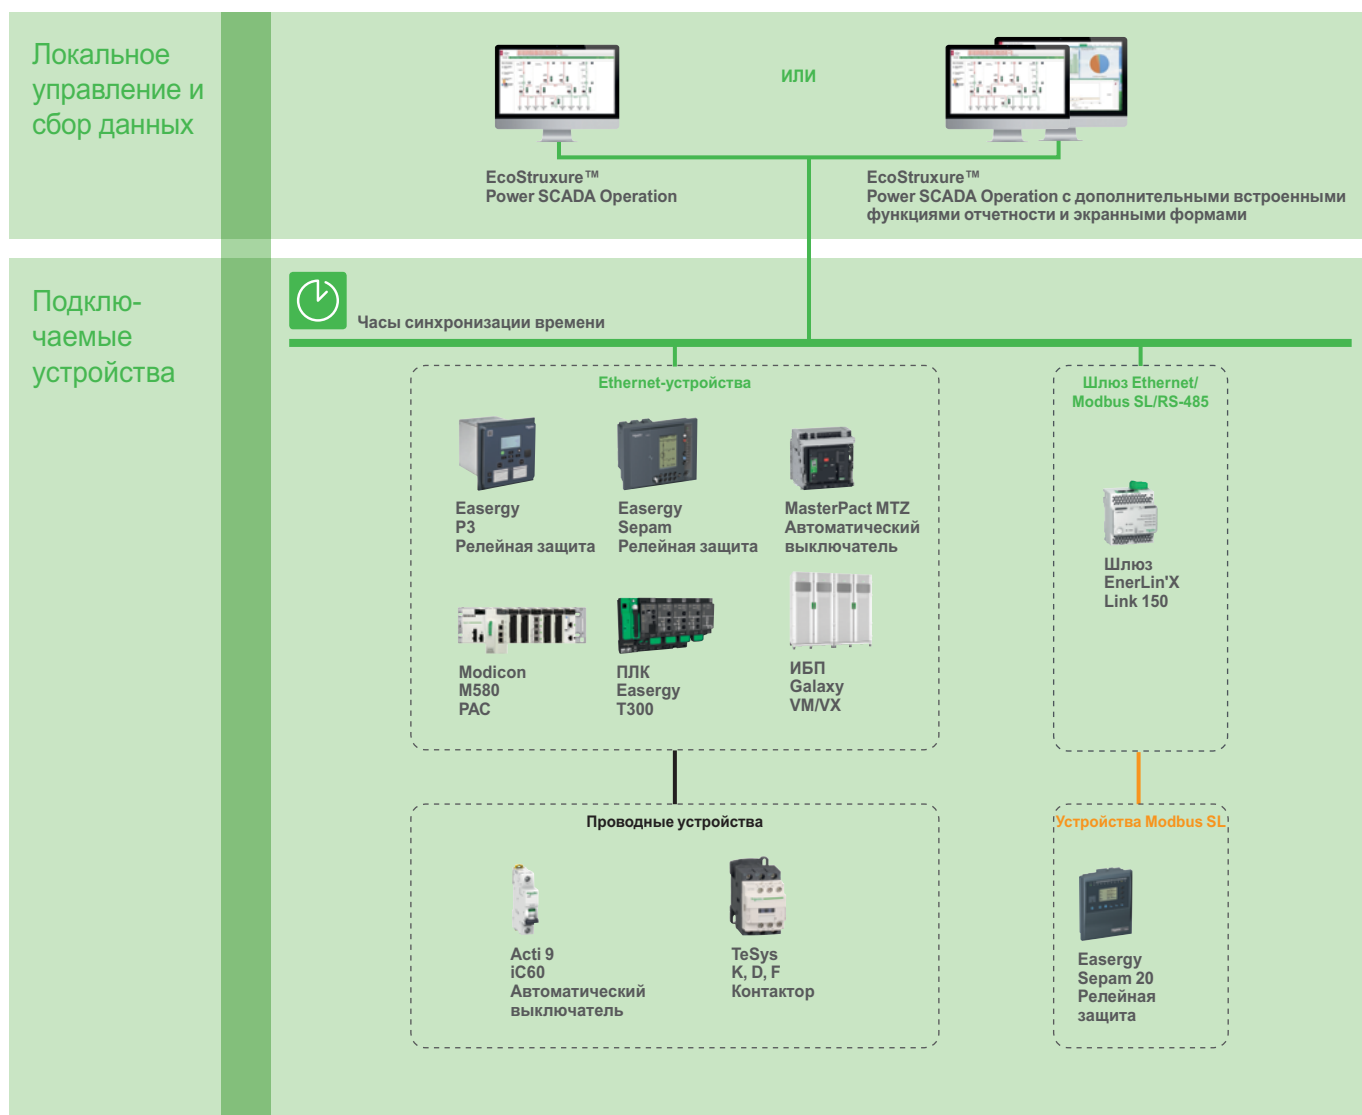 Локальное
управление и
сбор данных
ИЛИ
EcoStruxure™
Power SCADA Operation
EcoStruxure™
Power SCADA Operation с дополнительными встроенными
функциями отчетности и экранными формами
Подклю-
чаемые
устройства
Часы синхронизации времени
Ethernet-устройства
Easergy
P3
Релейная защита
Easergy
Sepam
Релейная защита
MasterPact MTZ
Автоматический
выключатель
Modicon
M580
PAC
ПЛК
Easergy
T300
ИБП
Galaxy
VM/VX
Шлюз Ethernet/
Modbus SL/RS-485
Шлюз
EnerLin'X
Link 150
Проводные устройства
Acti 9
iC60
Автоматический
выключатель
TeSys
K, D, F
Контактор
Устройства Modbus SL
Easergy
Sepam 20
Релейная
защита